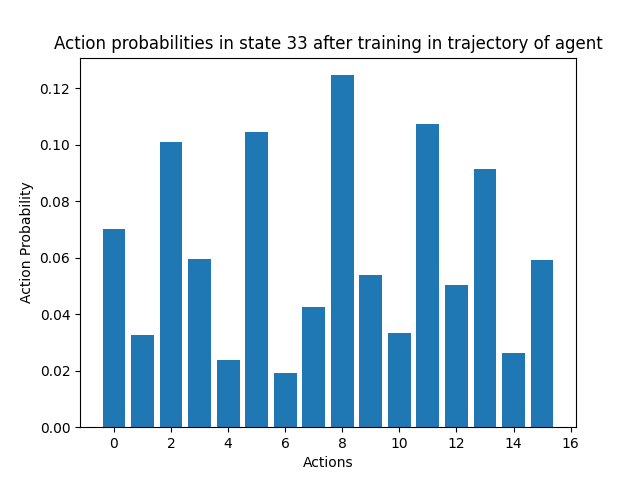 Action probabilities in state 33 after training in trajectory of agent
0.12
0.10
0.08
0.06
0.04
0.02
0.00
Action Probability
0 2 4 6 8 10 12 14 16
Actions